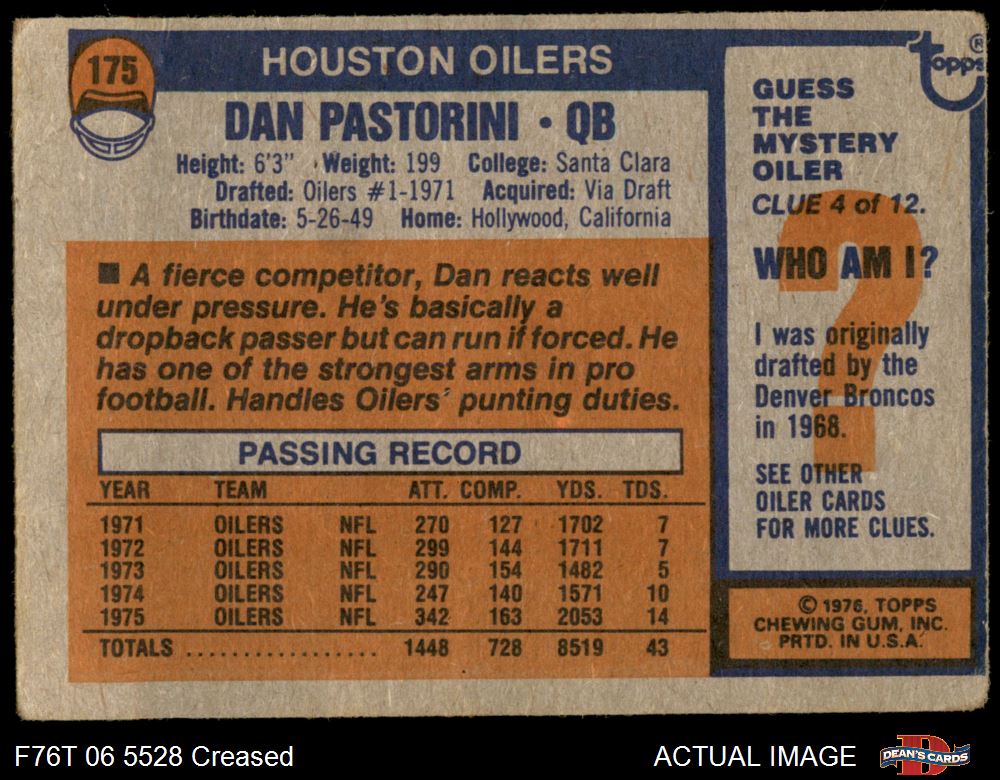 175
HOUSTON OILERS
DAN PASTORINI • QB
Height: 6'3" Weight: 199 College: Santa Clara
Drafted: Oilers #1-1971 Acquired: Via Draft
Birthdate: 5-26-49 Home: Hollywood, California
■ A fierce competitor, Dan reacts well
under pressure. He's basically a
dropback passer but can run if forced. He
has one of the strongest arms in pro
football. Handles Oilers' punting duties.
PASSING RECORD
YEAR TEAM ATT. COMP. YDS. TDS.
1971 OILERS NFL 270 127 1702 7
1972 OILERS NFL 299 144 1711 7
1973 OILERS NFL 290 154 1482 5
1974 OILERS NFL 247 140 1571 10
1975 OILERS NFL 342 163 2053 14
TOTALS .................. 1448 728 8519 43
topps ®
GUESS
THE
MYSTERY
OILER
CLUE 4 of 12.
WHO AM I?
?
I was originally
drafted by the
Denver Broncos
in 1968.
SEE OTHER
OILER CARDS
FOR MORE CLUES.
© 1976, TOPPS
CHEWING GUM, INC.
PRTD. IN U.S.A.
F76T 06 5528 Creased
ACTUAL IMAGE
DEAN'S CARDS